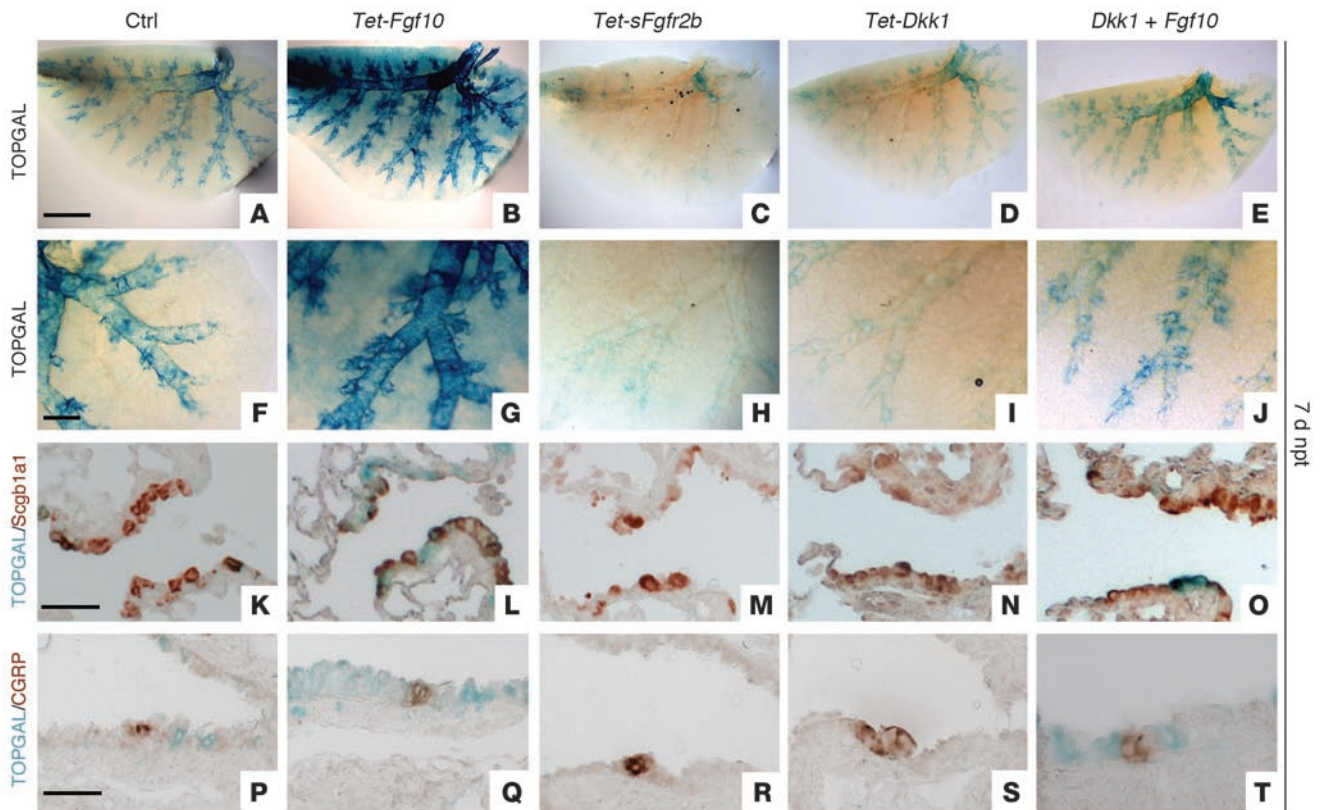 Ctrl Tet-Fgf10 Tet-sFgfr2b Tet-Dkk1 Dkk1 + Fgf10
TOPGAL
A B C D E
TOPGAL
F G H I J
TOPGAL/Scgb1a1
K L M N O
TOPGAL/CGRP
P Q R S T
7 d npt